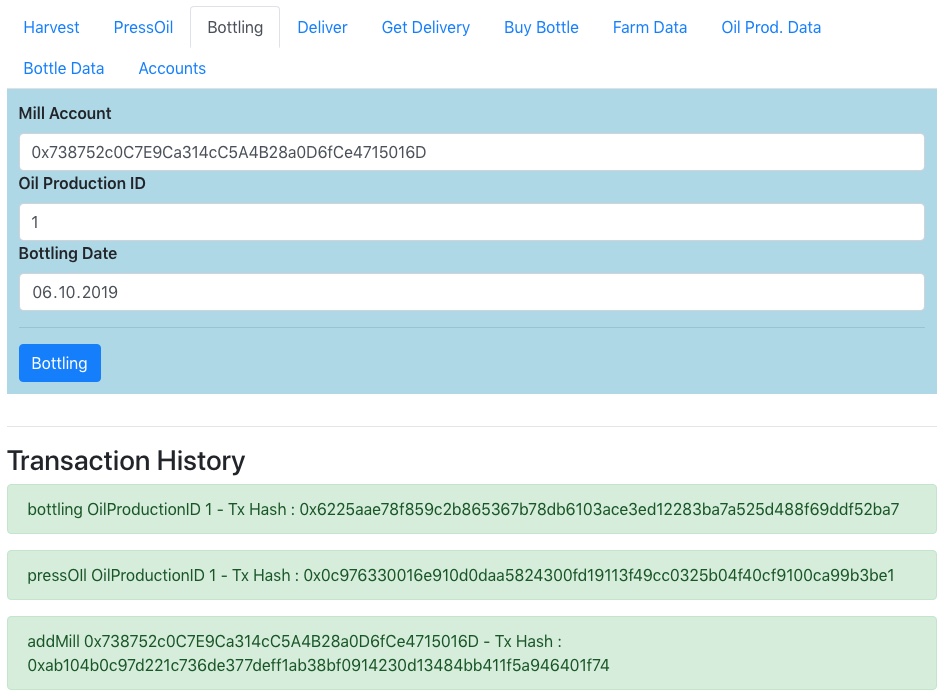 Harvest PressOil Bottling Deliver Get Delivery Buy Bottle Farm Data Oil Prod. Data
Bottle Data Accounts
Mill Account
0x738752c0C7E9Ca314cC5A4B28a0D6fCe4715016D
Oil Production ID
1
Bottling Date
06.10.2019
Bottling
Transaction History
bottling OilProductionID 1 - Tx Hash : 0x6225aae78f859c2b865367b78db6103ace3ed12283ba7a525d488f69ddf52ba7
pressOIl OilProductionID 1 - Tx Hash : 0x0c976330016e910d0daa5824300fd19113f49cc0325b04f40cf9100ca99b3be1
addMill 0x738752c0C7E9Ca314cC5A4B28a0D6fCe4715016D - Tx Hash :
0xab104b0c97d221c736de377deff1ab38bf0914230d13484bb411f5a946401f74